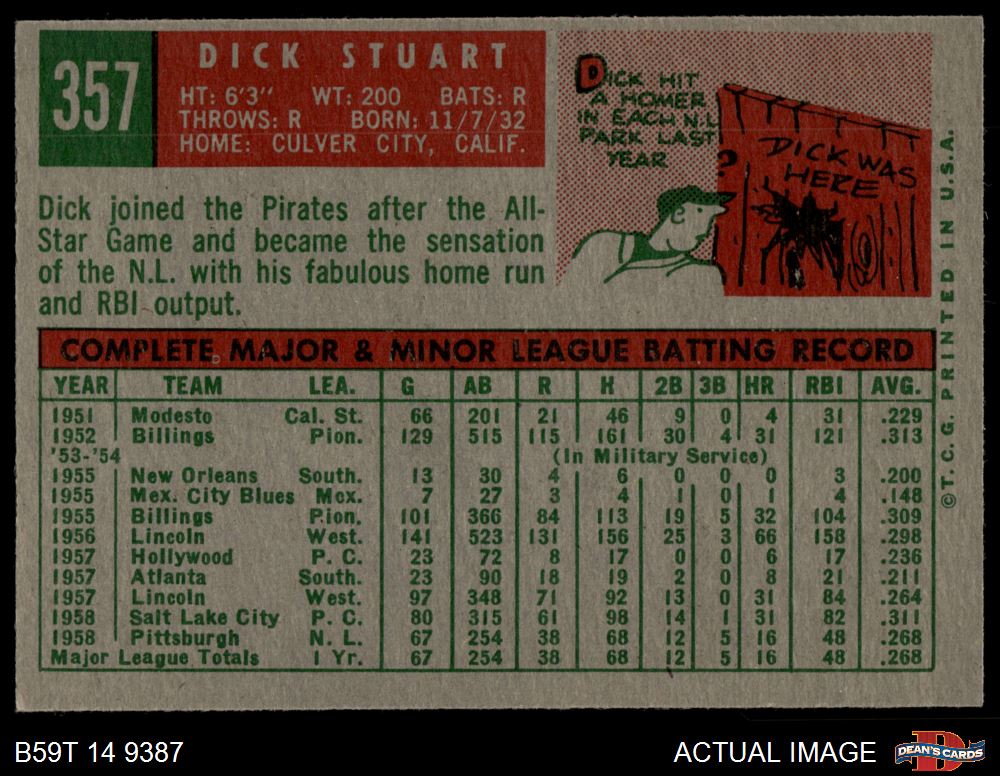 357
DICK STUART
HT: 6'3" WT: 200 BATS: R
THROWS: R BORN: 11/7/32
HOME: CULVER CITY, CALIF.
DICK HIT
A HOMER
IN EACH N.L.
PARK LAST
YEAR
?
DICK WAS
HERE
Dick joined the Pirates after the All-
Star Game and became the sensation
of the N.L. with his fabulous home run
and RBI output.
COMPLETE MAJOR & MINOR LEAGUE BATTING RECORD
YEAR TEAM LEA. G AB R H 2B 3B HR RBI AVG.
1951 Modesto Cal. St. 66 201 21 46 9 0 4 31 .229
1952 Billings Pion. 129 515 115 161 30 4 31 121 .313
'53-'54 (In Military Service)
1955 New Orleans South. 13 30 4 6 0 0 0 3 .200
1955 Mex. City Blues Mex. 7 27 3 4 1 0 1 4 .148
1955 Billings Pion. 101 366 84 113 19 5 32 104 .309
1956 Lincoln West. 141 523 131 156 25 3 66 158 .298
1957 Hollywood P. C. 23 72 8 17 0 0 6 17 .236
1957 Atlanta South. 23 90 18 19 2 0 8 21 .211
1957 Lincoln West. 97 348 71 92 13 0 31 84 .264
1958 Salt Lake City P. C. 80 315 61 98 14 1 31 82 .311
1958 Pittsburgh N. L. 67 254 38 68 12 5 16 48 .268
Major League Totals 1 Yr. 67 254 38 68 12 5 16 48 .268
©T.C.G. PRINTED IN U.S.A.
B59T 14 9387
ACTUAL IMAGE
DEAN'S CARDS